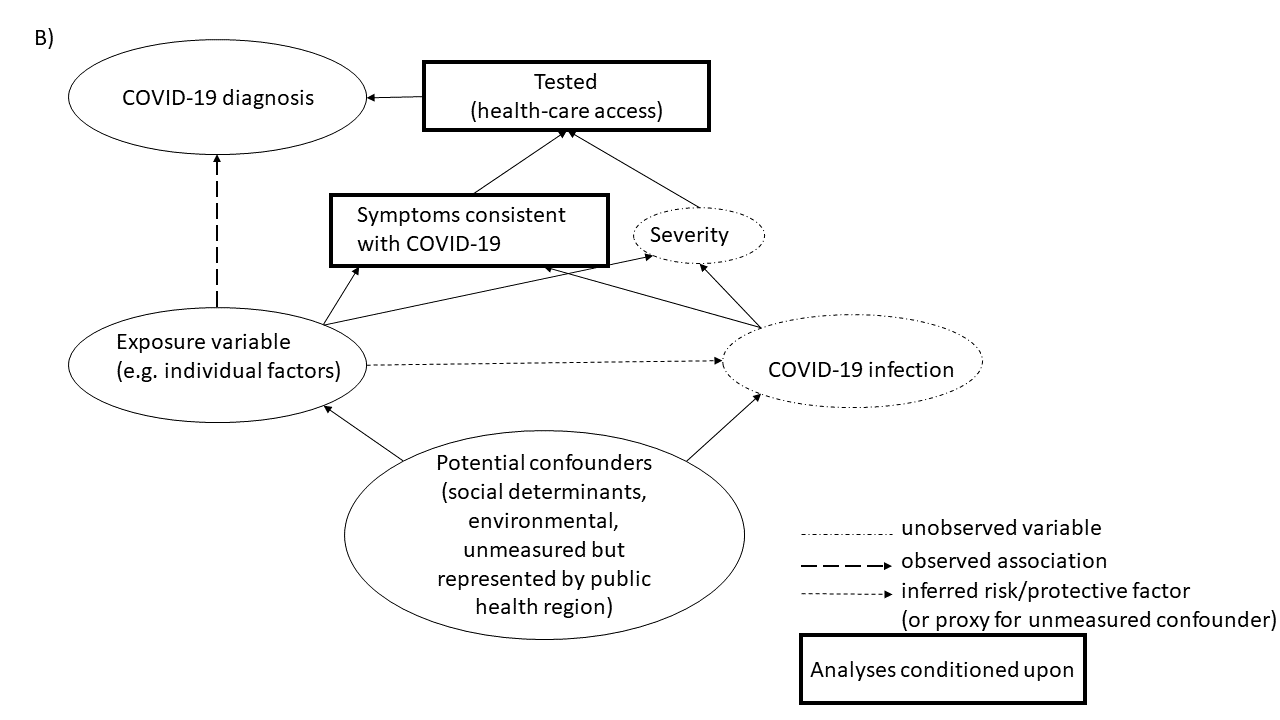 B)
COVID-19 diagnosis
Tested
(health-care access)
Symptoms consistent
with COVID-19
Severity
Exposure variable
(e.g. individual factors)
COVID-19 infection
Potential confounders
(social determinants,
environmental,
unmeasured but
represented by public
health region)
unobserved variable
observed association
inferred risk/protective factor
(or proxy for unmeasured confounder)
Analyses conditioned upon